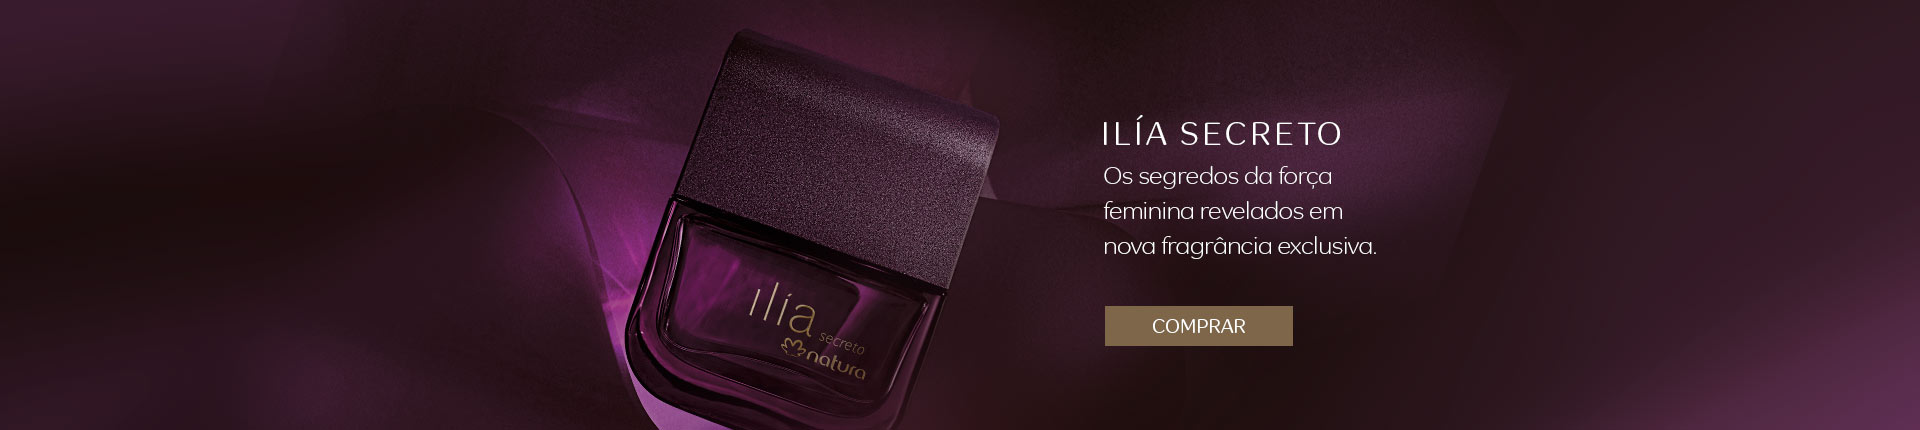 ilía
secreto
natura
ILÍA SECRETO
Os segredos da força
feminina revelados em
nova fragrância exclusiva.
COMPRAR